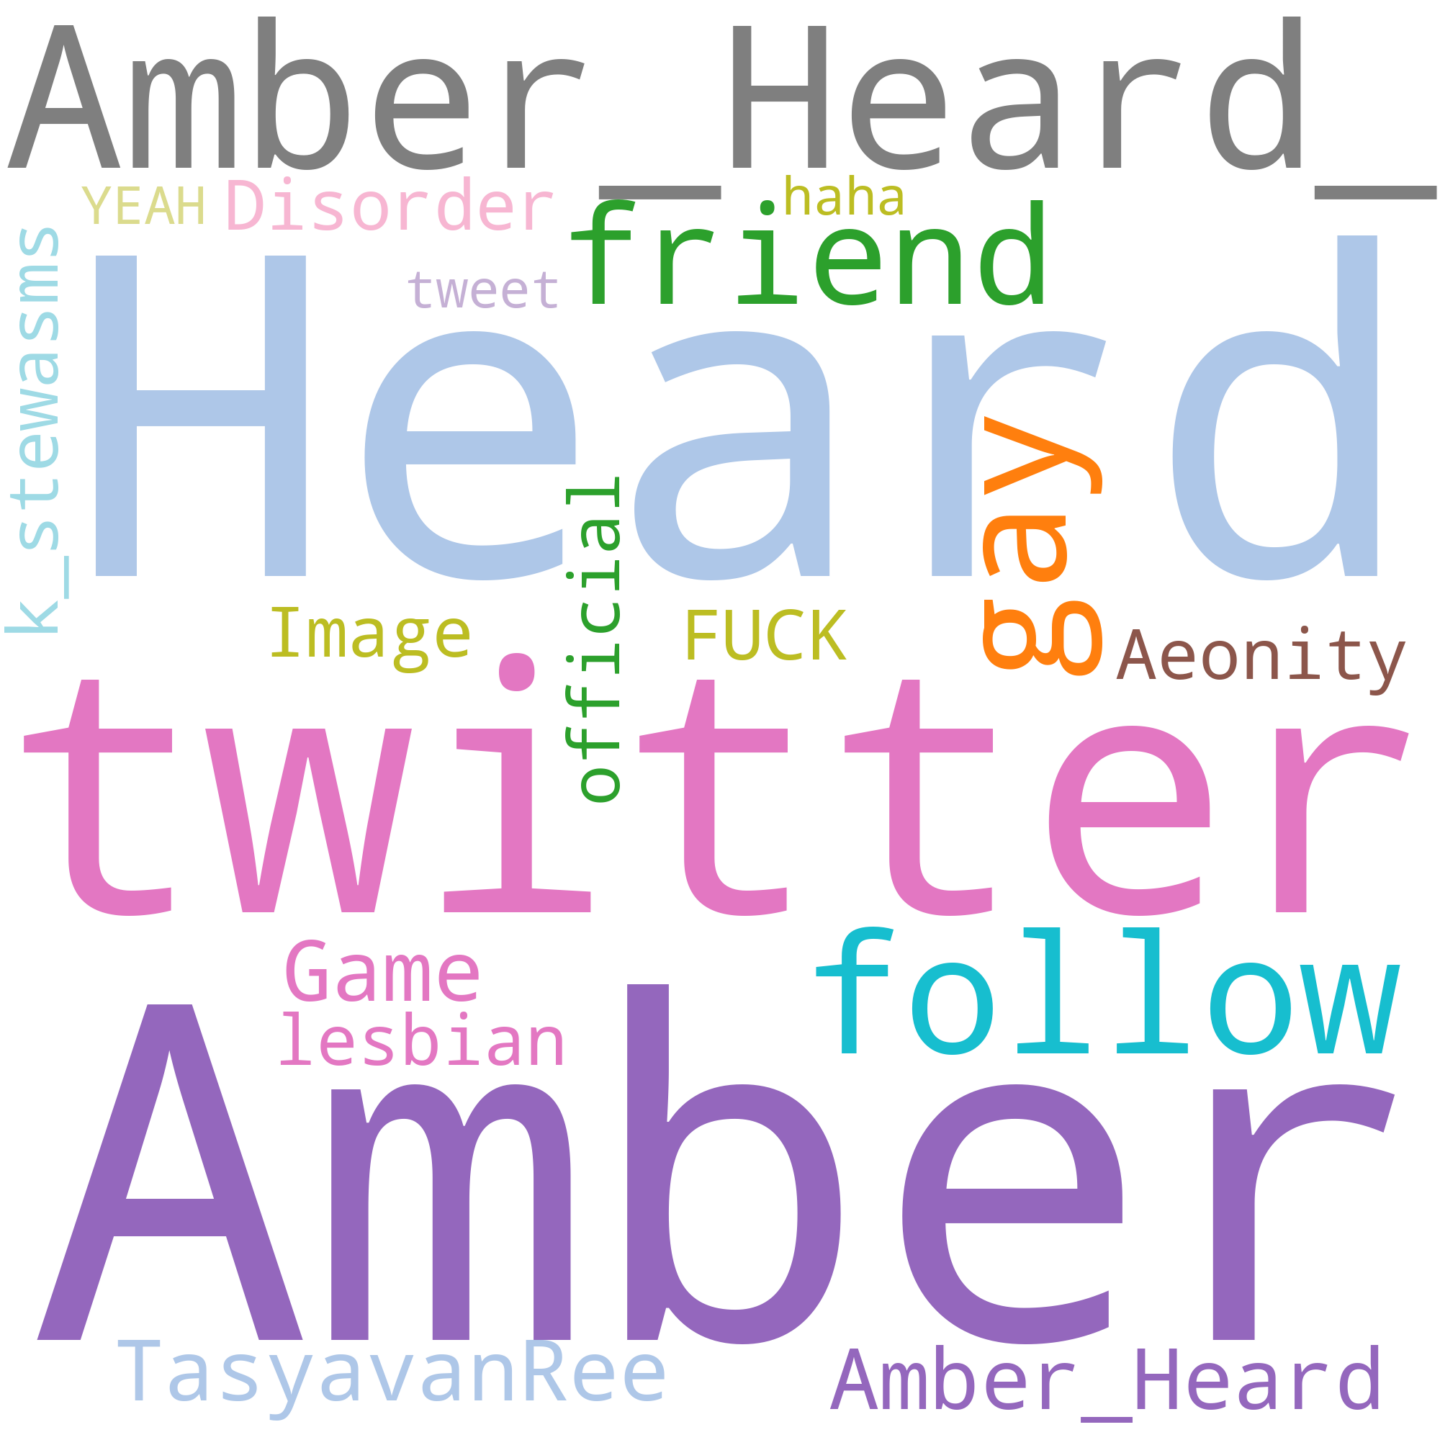 Amber_Heard_
YEAH
Disorder
haha
friend
tweet
k_stewasms
Heard
gay
official
Image
FUCK
Aeonity
twitter
Game
follow
lesbian
Amber
TasyavanRee
Amber_Heard